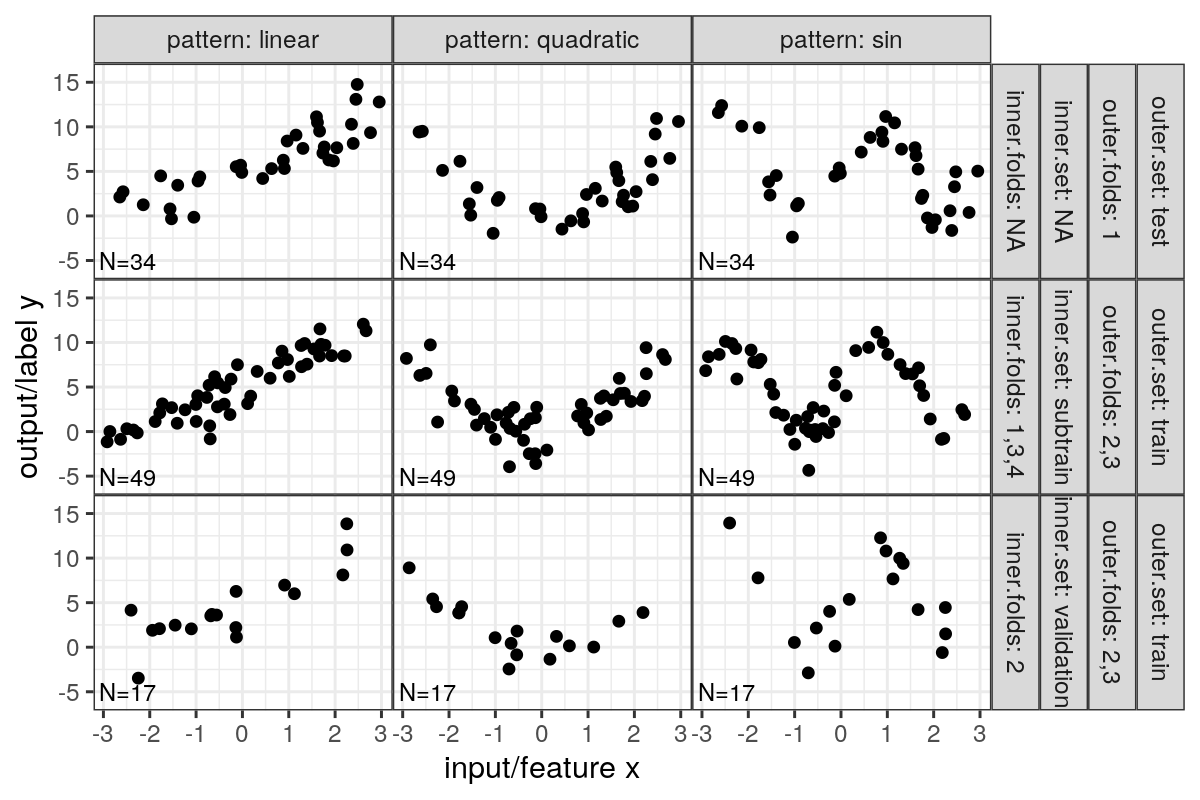 pattern: linear
pattern: quadratic
pattern: sin
15
10
5
0
-5
N=34
N=34
N=34
inner.folds: NA
inner.set: NA
outer.folds: 1
outer.set: test
15
10
5
0
-5
N=49
N=49
N=49
inner.folds: 1,3,4
inner.set: subtrain
outer.folds: 2,3
outer.set: train
15
10
5
0
-5
N=17
N=17
N=17
inner.folds: 2
inner.set: validation
outer.folds: 2,3
outer.set: train
-3 -2 -1 0 1 2 3
-3 -2 -1 0 1 2 3
-3 -2 -1 0 1 2 3
input/feature x
output/label y